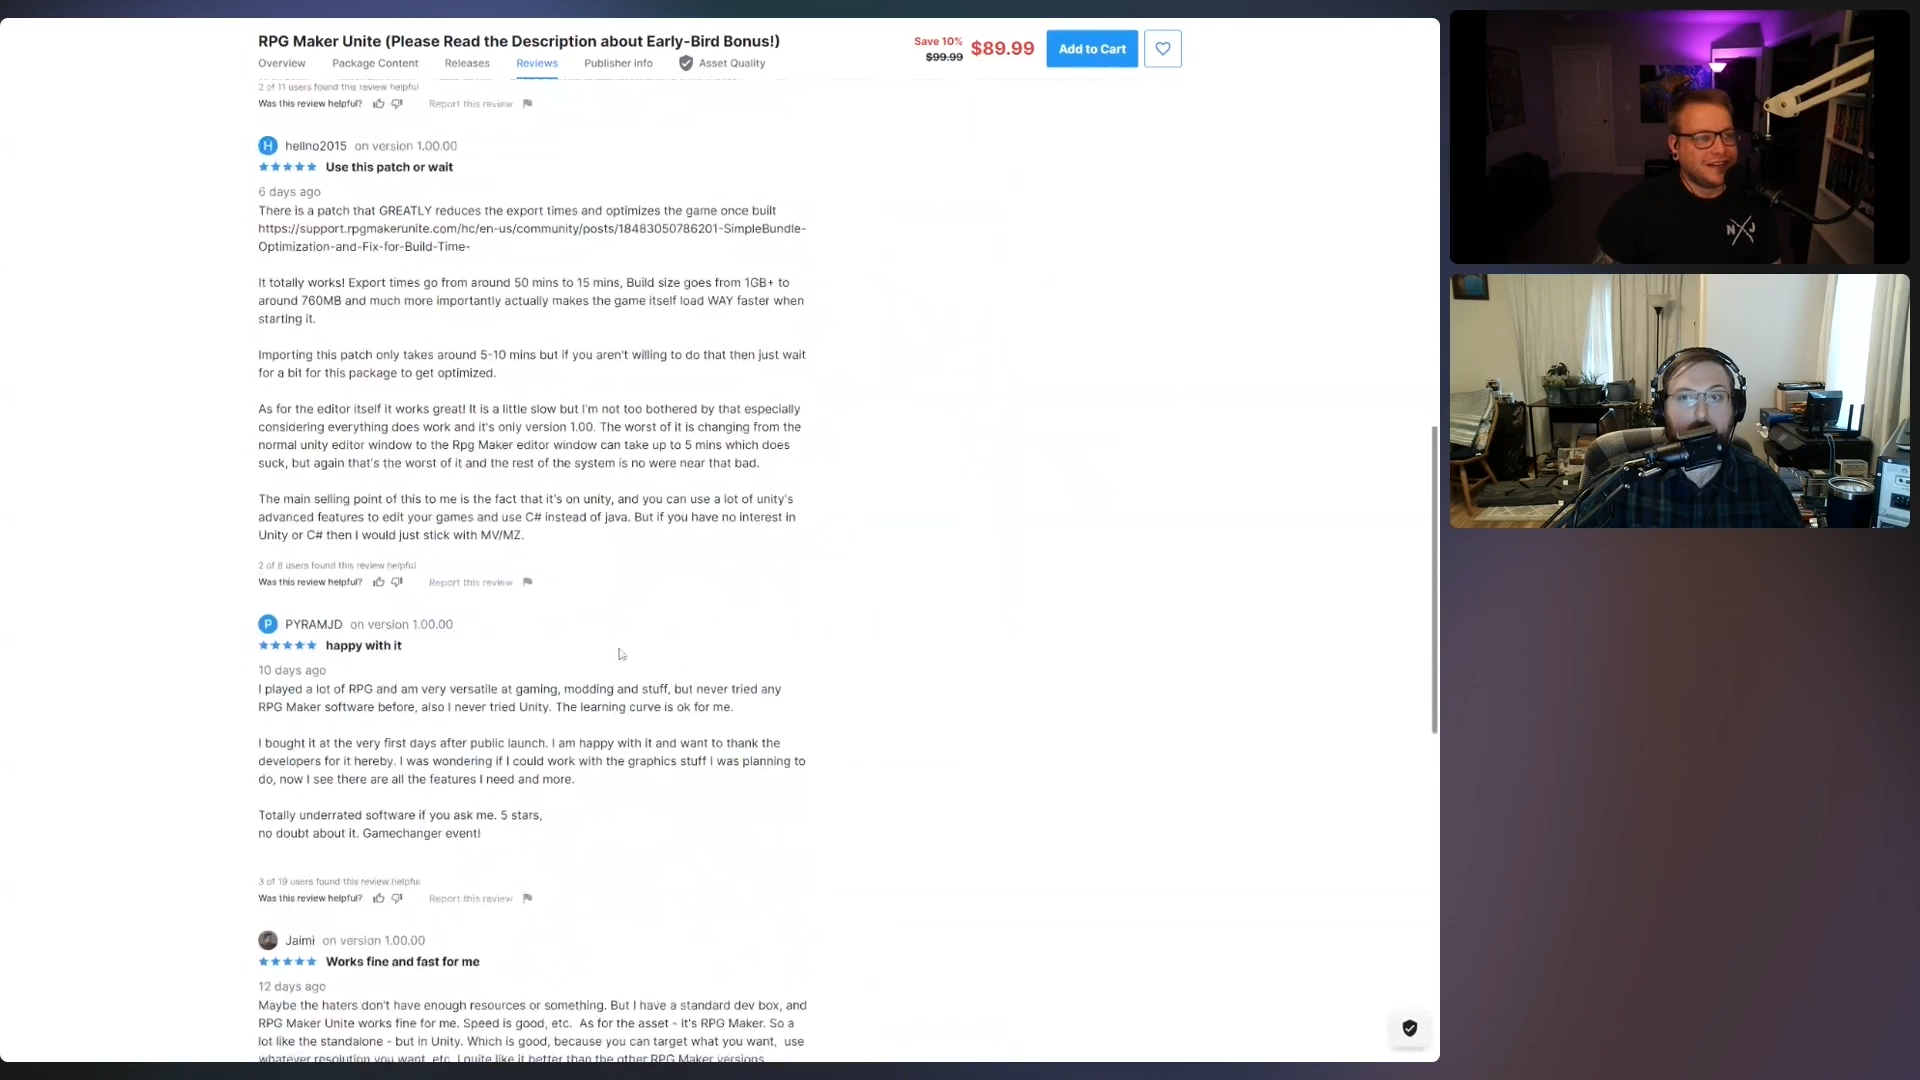 RPG Maker Unite (Please Read the Description about Early-Bird Bonus!)
Save 10%
$99.99
$89.99
Add to Cart
Overview
Package Content
Releases
Reviews
Publisher info
Asset Quality
2 of 11 users found this review helpful
Was this review helpful?
Report this review
H
hellno2015 on version 1.00.00
Use this patch or wait
6 days ago
There is a patch that GREATLY reduces the export times and optimizes the game once built
https://support.rpgmakerunite.com/hc/en-us/community/posts/18483050786201-SimpleBundle-
Optimization-and-Fix-for-Build-Time-
It totally works! Export times go from around 50 mins to 15 mins, Build size goes from 1GB+ to
around 760MB and much more importantly actually makes the game itself load WAY faster when
starting it.
Importing this patch only takes around 5-10 mins but if you aren't willing to do that then just wait
for a bit for this package to get optimized.
As for the editor itself it works great! It is a little slow but I'm not too bothered by that especially
considering everything does work and it's only version 1.00. The worst of it is changing from the
normal unity editor window to the Rpg Maker editor window can take up to 5 mins which does
suck, but again that's the worst of it and the rest of the system is no were near that bad.
The main selling point of this to me is the fact that it's on unity, and you can use a lot of unity's
advanced features to edit your games and use C# instead of java. But if you have no interest in
Unity or C# then I would just stick with MV/MZ.
2 of 8 users found this review helpful
Was this review helpful?
Report this review
P
PYRAMJD on version 1.00.00
happy with it
10 days ago
I played a lot of RPG and am very versatile at gaming, modding and stuff, but never tried any
RPG Maker software before, also I never tried Unity. The learning curve is ok for me.
I bought it at the very first days after public launch. I am happy with it and want to thank the
developers for it hereby. I was wondering if I could work with the graphics stuff I was planning to
do, now I see there are all the features I need and more.
Totally underrated software if you ask me. 5 stars,
no doubt about it. Gamechanger event!
3 of 19 users found this review helpful
Was this review helpful?
Report this review
Jaimi on version 1.00.00
Works fine and fast for me
12 days ago
Maybe the haters don't have enough resources or something. But I have a standard dev box, and
RPG Maker Unite works fine for me. Speed is good, etc. As for the asset - it's RPG Maker. So a
lot like the standalone - but in Unity. Which is good, because you can target what you want, use
whatever resolution you want, etc. I quite like it better than the other RPG Maker versions
N J